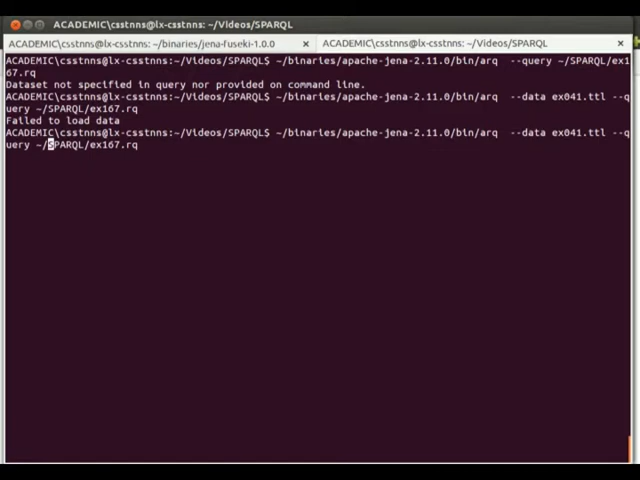 ACADEMIC\csstnns@lx-csstnns: ~/Videos/SPARQL
ACADEMIC\csstnns@lx-csstnns: ~/binaries/jena-fuseki-1.0.0 × ACADEMIC\csstnns@lx-csstnns: ~/Videos/SPARQL ×
ACADEMIC\csstnns@lx-csstnns:~/Videos/SPARQL$ ~/binaries/apache-jena-2.11.0/bin/arq --query ~/SPARQL/ex1
67.rq
Dataset not specified in query nor provided on command line.
ACADEMIC\csstnns@lx-csstnns:~/Videos/SPARQL$ ~/binaries/apache-jena-2.11.0/bin/arq --data ex041.ttl --q
uery ~/SPARQL/ex167.rq
Failed to load data
ACADEMIC\csstnns@lx-csstnns:~/Videos/SPARQL$ ~/binaries/apache-jena-2.11.0/bin/arq --data ex041.ttl --q
uery ~/SPARQL/ex167.rq